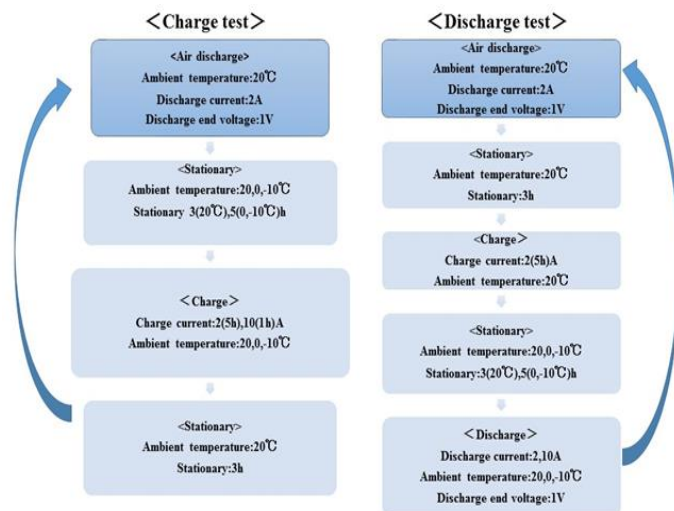 ＜Charge test＞
<Air discharge>
Ambient temperature:20℃
Discharge current:2A
Discharge end voltage:1V
<Stationary>
Ambient temperature:20,0,-10℃
Stationary 3(20℃),5(0,-10℃)h
＜Charge＞
Charge current:2(5h),10(1h)A
Ambient temperature:20,0,-10℃
<Stationary>
Ambient temperature:20℃
Stationary:3h
＜Discharge test＞
<Air discharge>
Ambient temperature:20℃
Discharge current:2A
Discharge end voltage:1V
<Stationary>
Ambient temperature:20℃
Stationary:3h
＜Charge＞
Charge current:2(5h)A
Ambient temperature:20℃
<Stationary>
Ambient temperature:20,0,-10℃
Stationary:3(20℃),5(0,-10℃)h
＜Discharge＞
Discharge current:2,10A
Ambient temperature:20,0,-10℃
Discharge end voltage:1V